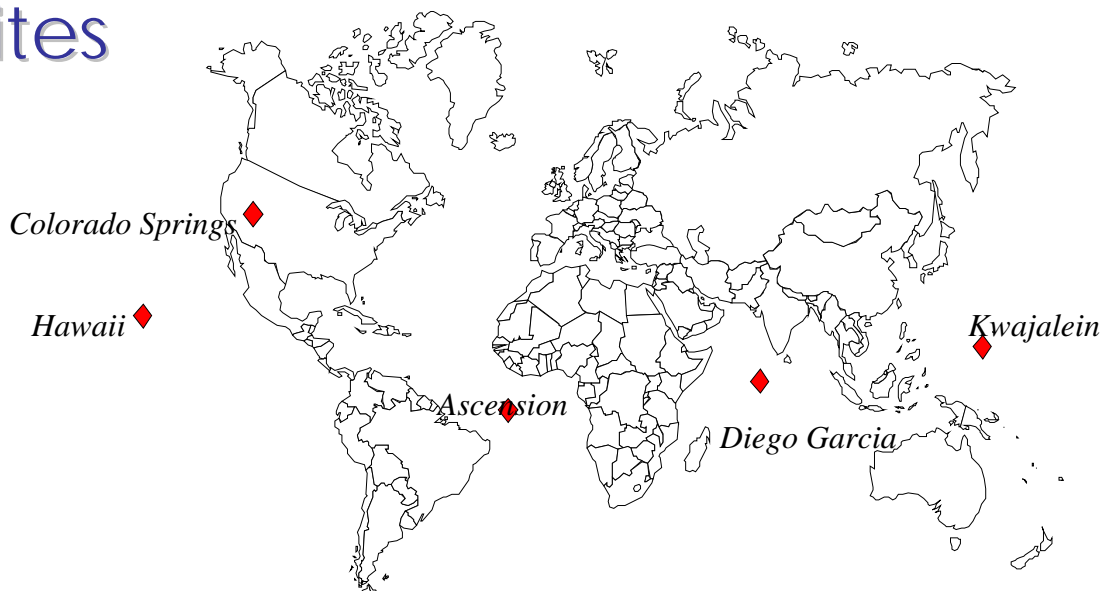 ites
Colorado Springs
Hawaii
Kwajalein
Ascension
Diego Garcia